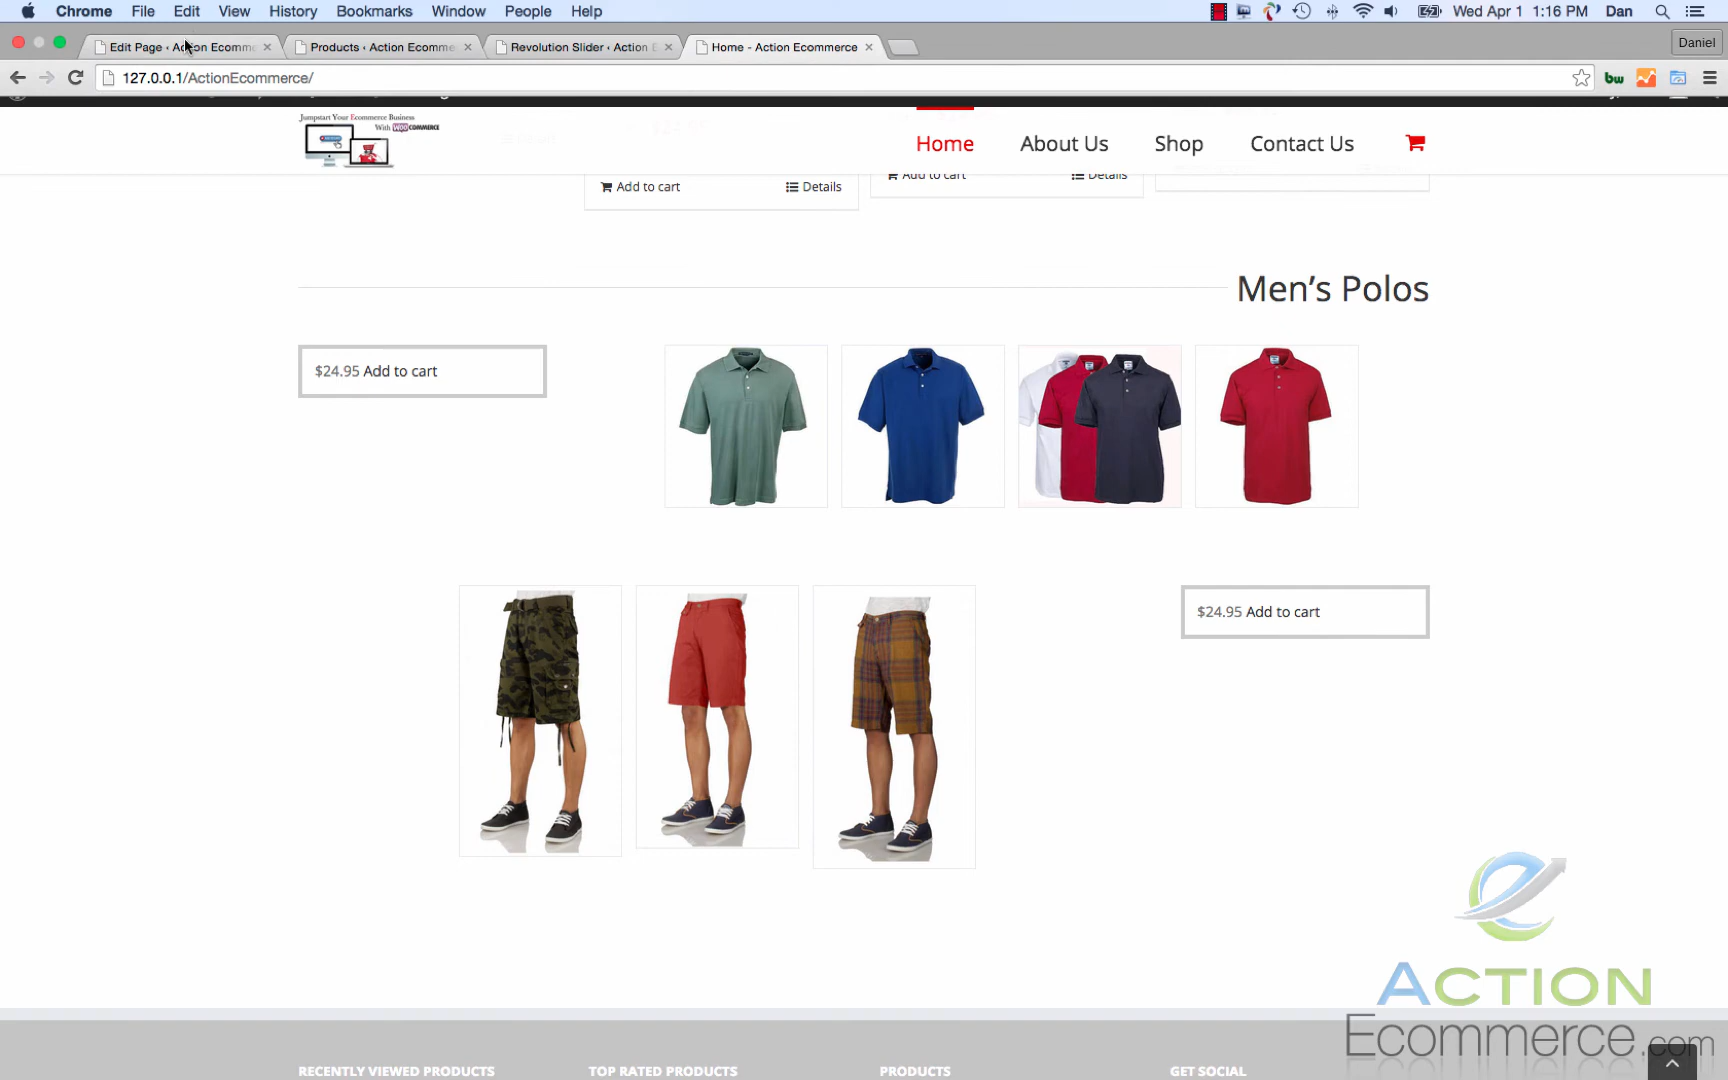 Chrome File Edit View History Bookmarks Window People Help Wed Apr 1 1:16 PM Dan
Edit Page ‹ Action Ecomme Products ‹ Action Ecomme Revolution Slider ‹ Action E Home - Action Ecommerce Daniel
127.0.0.1/ActionEcommerce/ bw
Jumpstart Your Ecommerce Business
With WOOCOMMERCE
Home About Us Shop Contact Us
Add to cart Details Add to cart Details
Men's Polos
$24.95 Add to cart
$24.95 Add to cart
ACTION
Ecommerce.com
RECENTLY VIEWED PRODUCTS TOP RATED PRODUCTS PRODUCTS GET SOCIAL